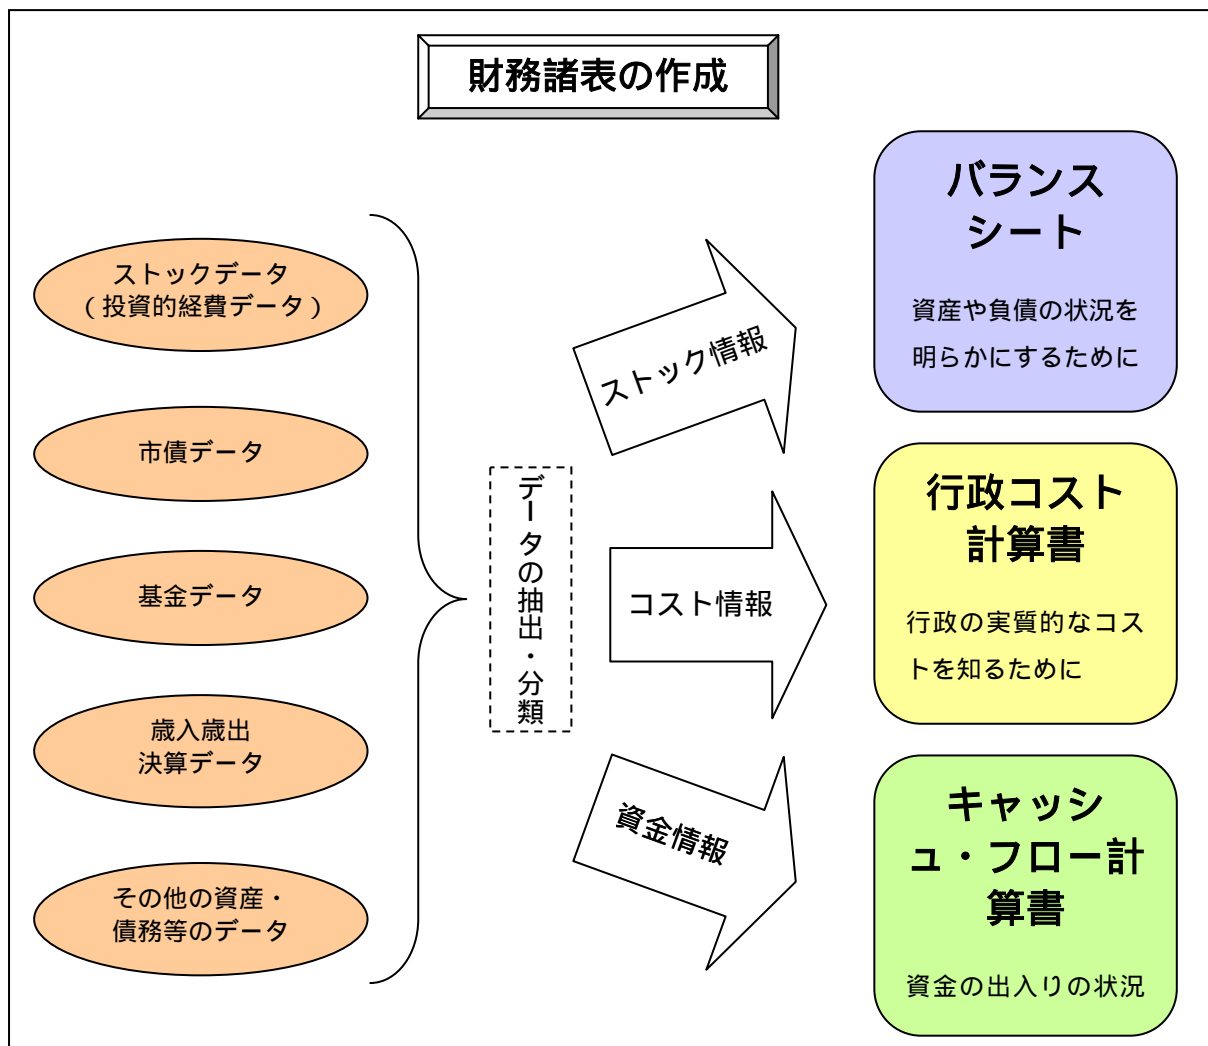 財務諸表の作成
ストックデータ
（投資的経費データ）
市債データ
基金データ
歳入歳出
決算データ
その他の資産・
債務等のデータ
データの抽出・分類
ストック情報
コスト情報
資金情報
バランス
シート
資産や負債の状況を
明らかにするために
行政コスト
計算書
行政の実質的なコス
トを知るために
キャッシ
ュ・フロー計
算書
資金の出入りの状況